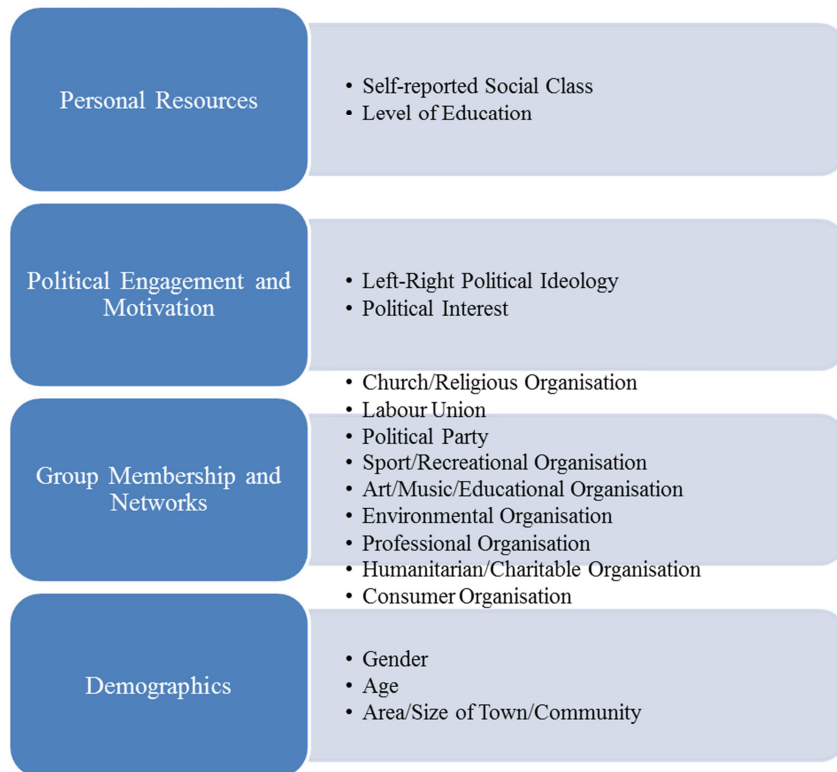 Personal Resources
• Self-reported Social Class
• Level of Education
Political Engagement and
Motivation
• Left-Right Political Ideology
• Political Interest
Group Membership and
Networks
• Church/Religious Organisation
• Labour Union
• Political Party
• Sport/Recreational Organisation
• Art/Music/Educational Organisation
• Environmental Organisation
• Professional Organisation
• Humanitarian/Charitable Organisation
• Consumer Organisation
Demographics
• Gender
• Age
• Area/Size of Town/Community